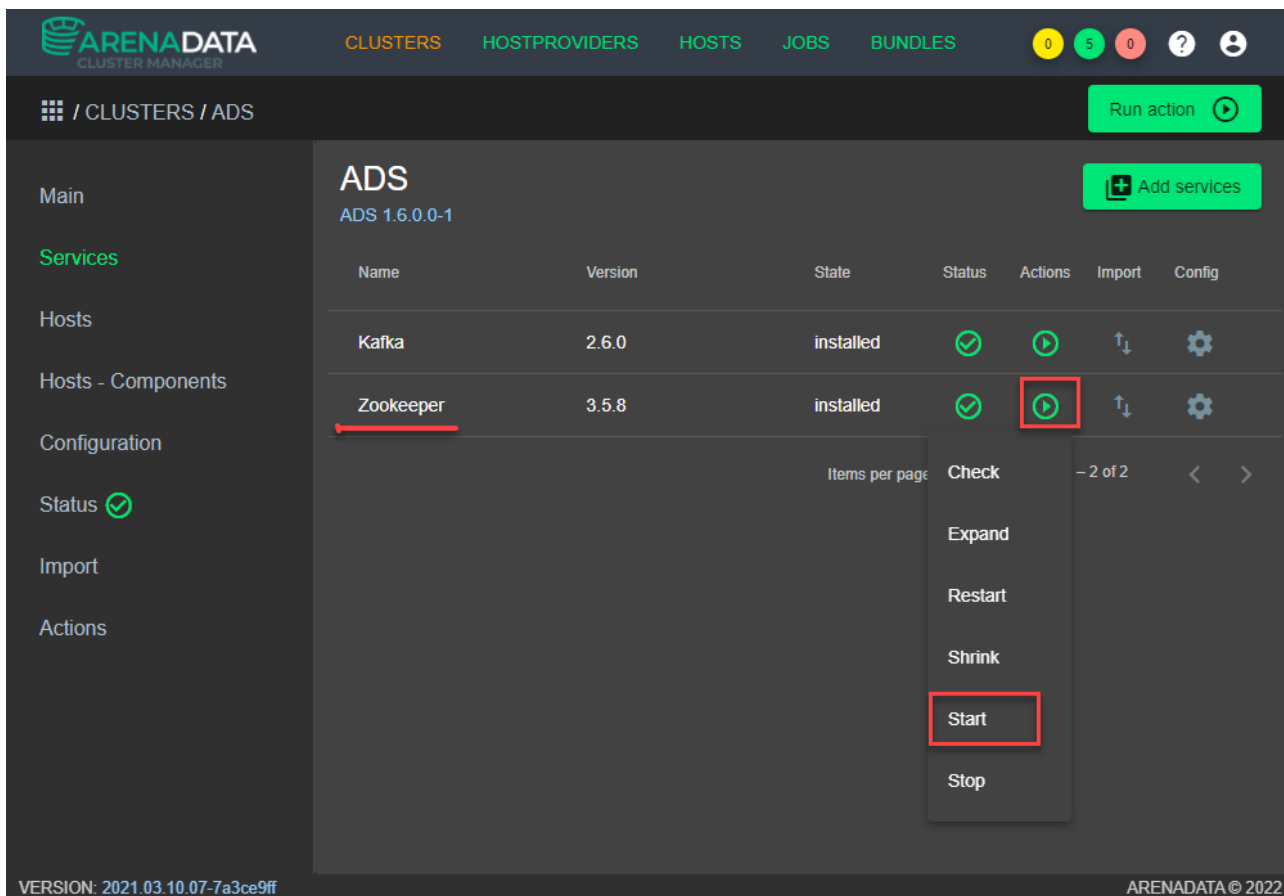 ARENADATA
CLUSTER MANAGER
CLUSTERS HOSTPROVIDERS HOSTS JOBS BUNDLES 0 5 0 ?
/ CLUSTERS / ADS Run action
Main
Services
Hosts
Hosts - Components
Configuration
Status
Import
Actions
ADS Add services
ADS 1.6.0.0-1
Name Version State Status Actions Import Config
Kafka 2.6.0 installed
Zookeeper 3.5.8 installed
Items per page – 2 of 2
Check
Expand
Restart
Shrink
Start
Stop
VERSION: 2021.03.10.07-7a3ce9ff ARENADATA © 2022